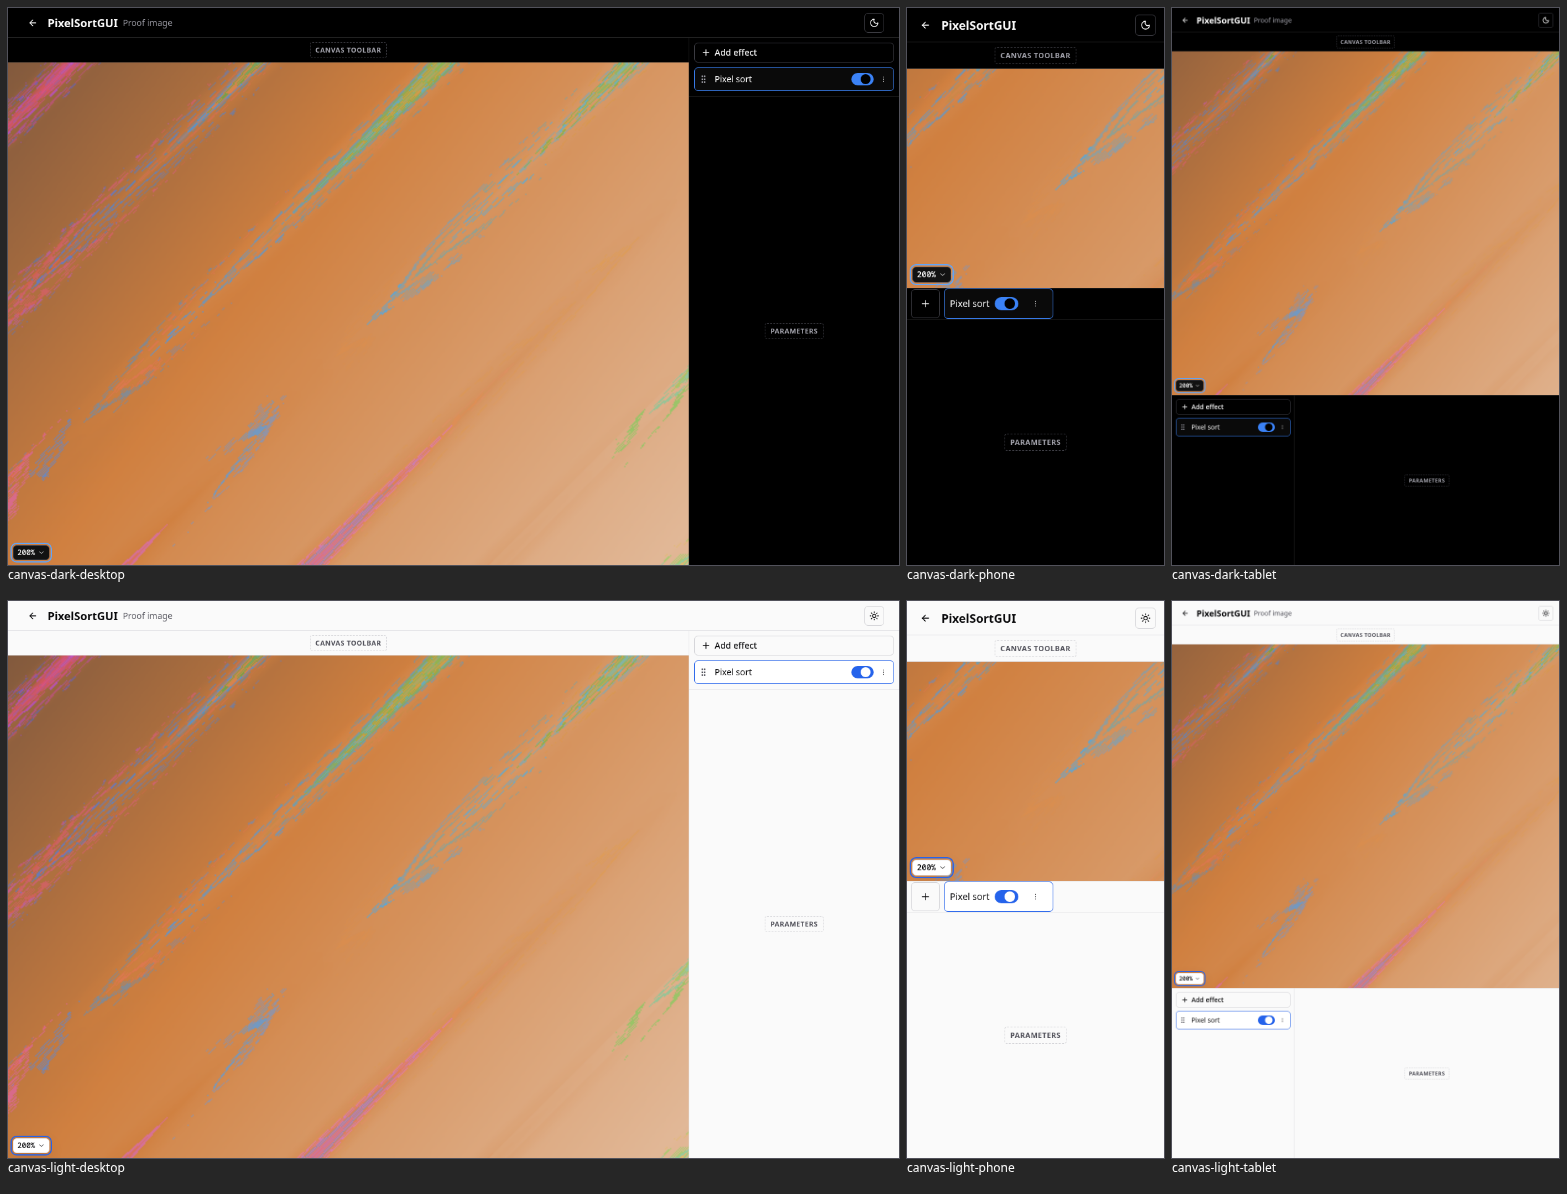 PixelSortGUI Proof image
CANVAS TOOLBAR
+ Add effect
Pixel sort
PARAMETERS
200%
canvas-dark-desktop
PixelSortGUI
CANVAS TOOLBAR
200%
+
Pixel sort
PARAMETERS
canvas-dark-phone
PixelSortGUI Proof image
CANVAS TOOLBAR
200%
+ Add effect
Pixel sort
PARAMETERS
canvas-dark-tablet
PixelSortGUI Proof image
CANVAS TOOLBAR
+ Add effect
Pixel sort
PARAMETERS
200%
canvas-light-desktop
PixelSortGUI
CANVAS TOOLBAR
200%
+
Pixel sort
PARAMETERS
canvas-light-phone
PixelSortGUI Proof image
CANVAS TOOLBAR
200%
+ Add effect
Pixel sort
PARAMETERS
canvas-light-tablet